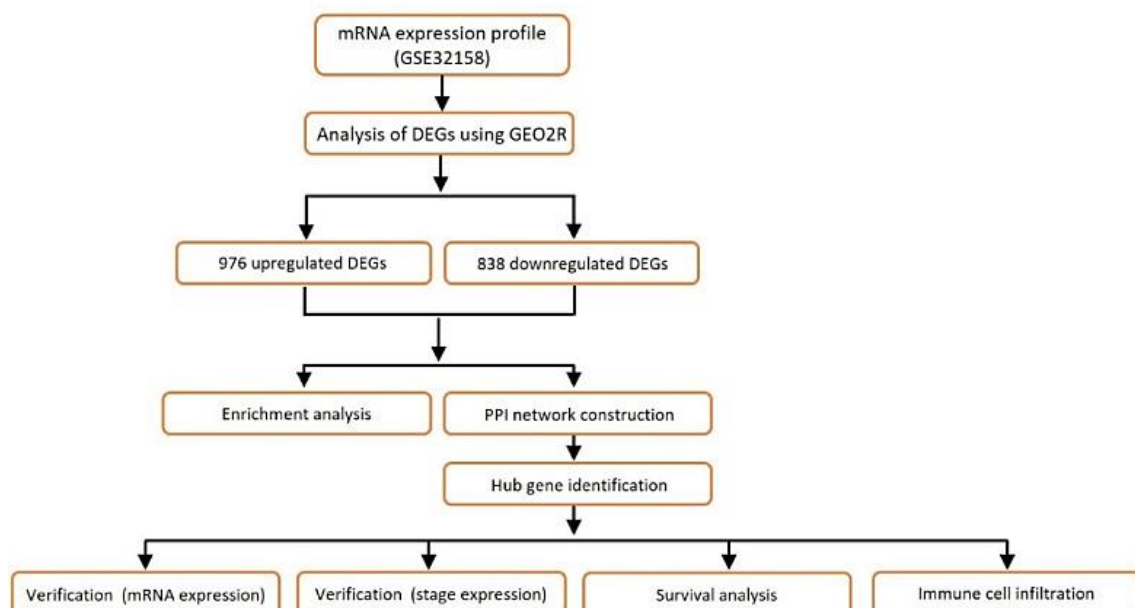 mRNA expression profile
(GSE32158)
Analysis of DEGs using GEO2R
976 upregulated DEGs
838 downregulated DEGs
Enrichment analysis
PPI network construction
Hub gene identification
Verification (mRNA expression)
Verification (stage expression)
Survival analysis
Immune cell infiltration